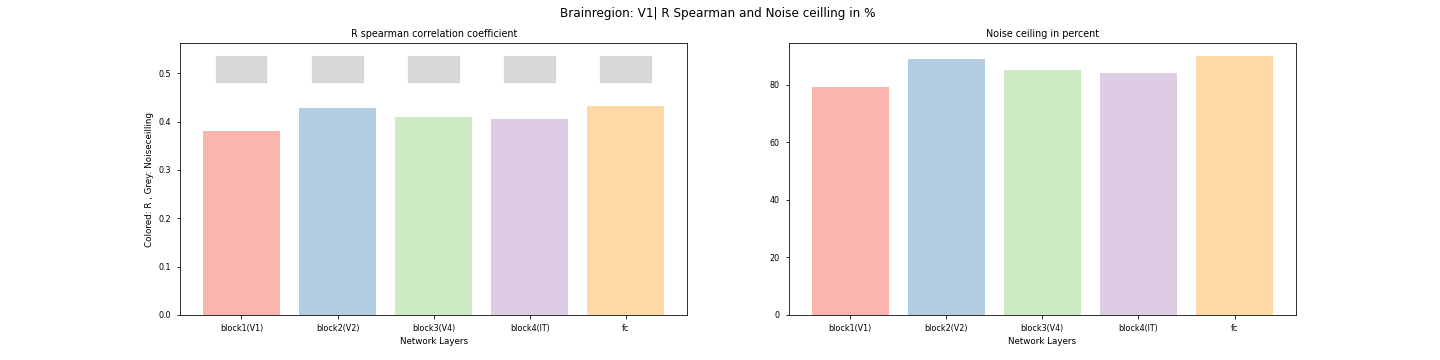 Brainregion: V1| R Spearman and Noise ceilling in %
R spearman correlation coefficient
Colored: R , Grey: Noiseceilling
0.5
0.4
0.3
0.2
0.1
0.0
block1(V1) block2(V2) block3(V4) block4(IT) fc
Network Layers
Noise ceiling in percent
80
60
40
20
0
block1(V1) block2(V2) block3(V4) block4(IT) fc
Network Layers